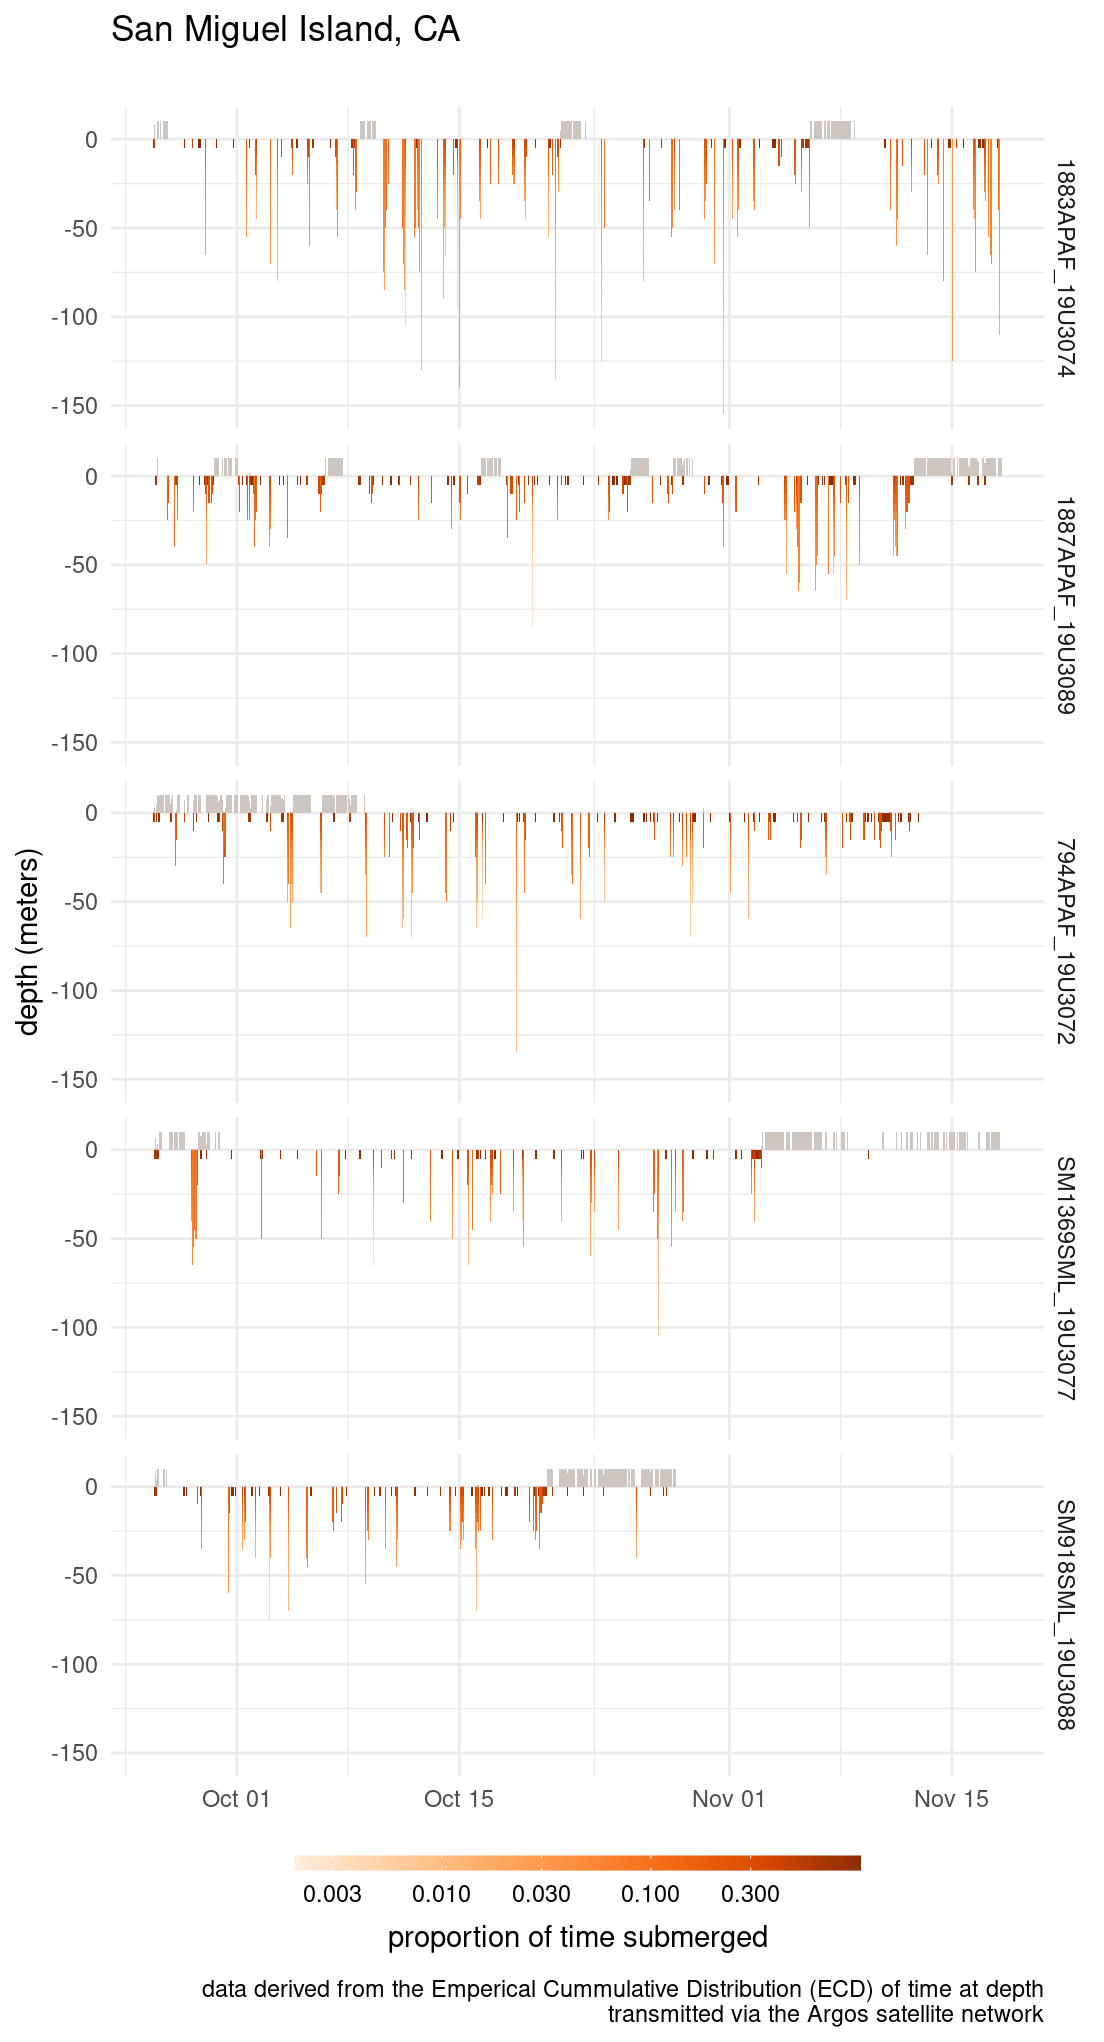 San Miguel Island, CA
0
-50
-100
-150
1883APAF_19U3074
0
-50
-100
-150
1887APAF_19U3089
0
-50
-100
-150
794APAF_19U3072
depth (meters)
0
-50
-100
-150
SM1369SML_19U3077
0
-50
-100
-150
SM918SML_19U3088
Oct 01 Oct 15 Nov 01 Nov 15
0.003 0.010 0.030 0.100 0.300
proportion of time submerged
data derived from the Emperical Cummulative Distribution (ECD) of time at depth
transmitted via the Argos satellite network